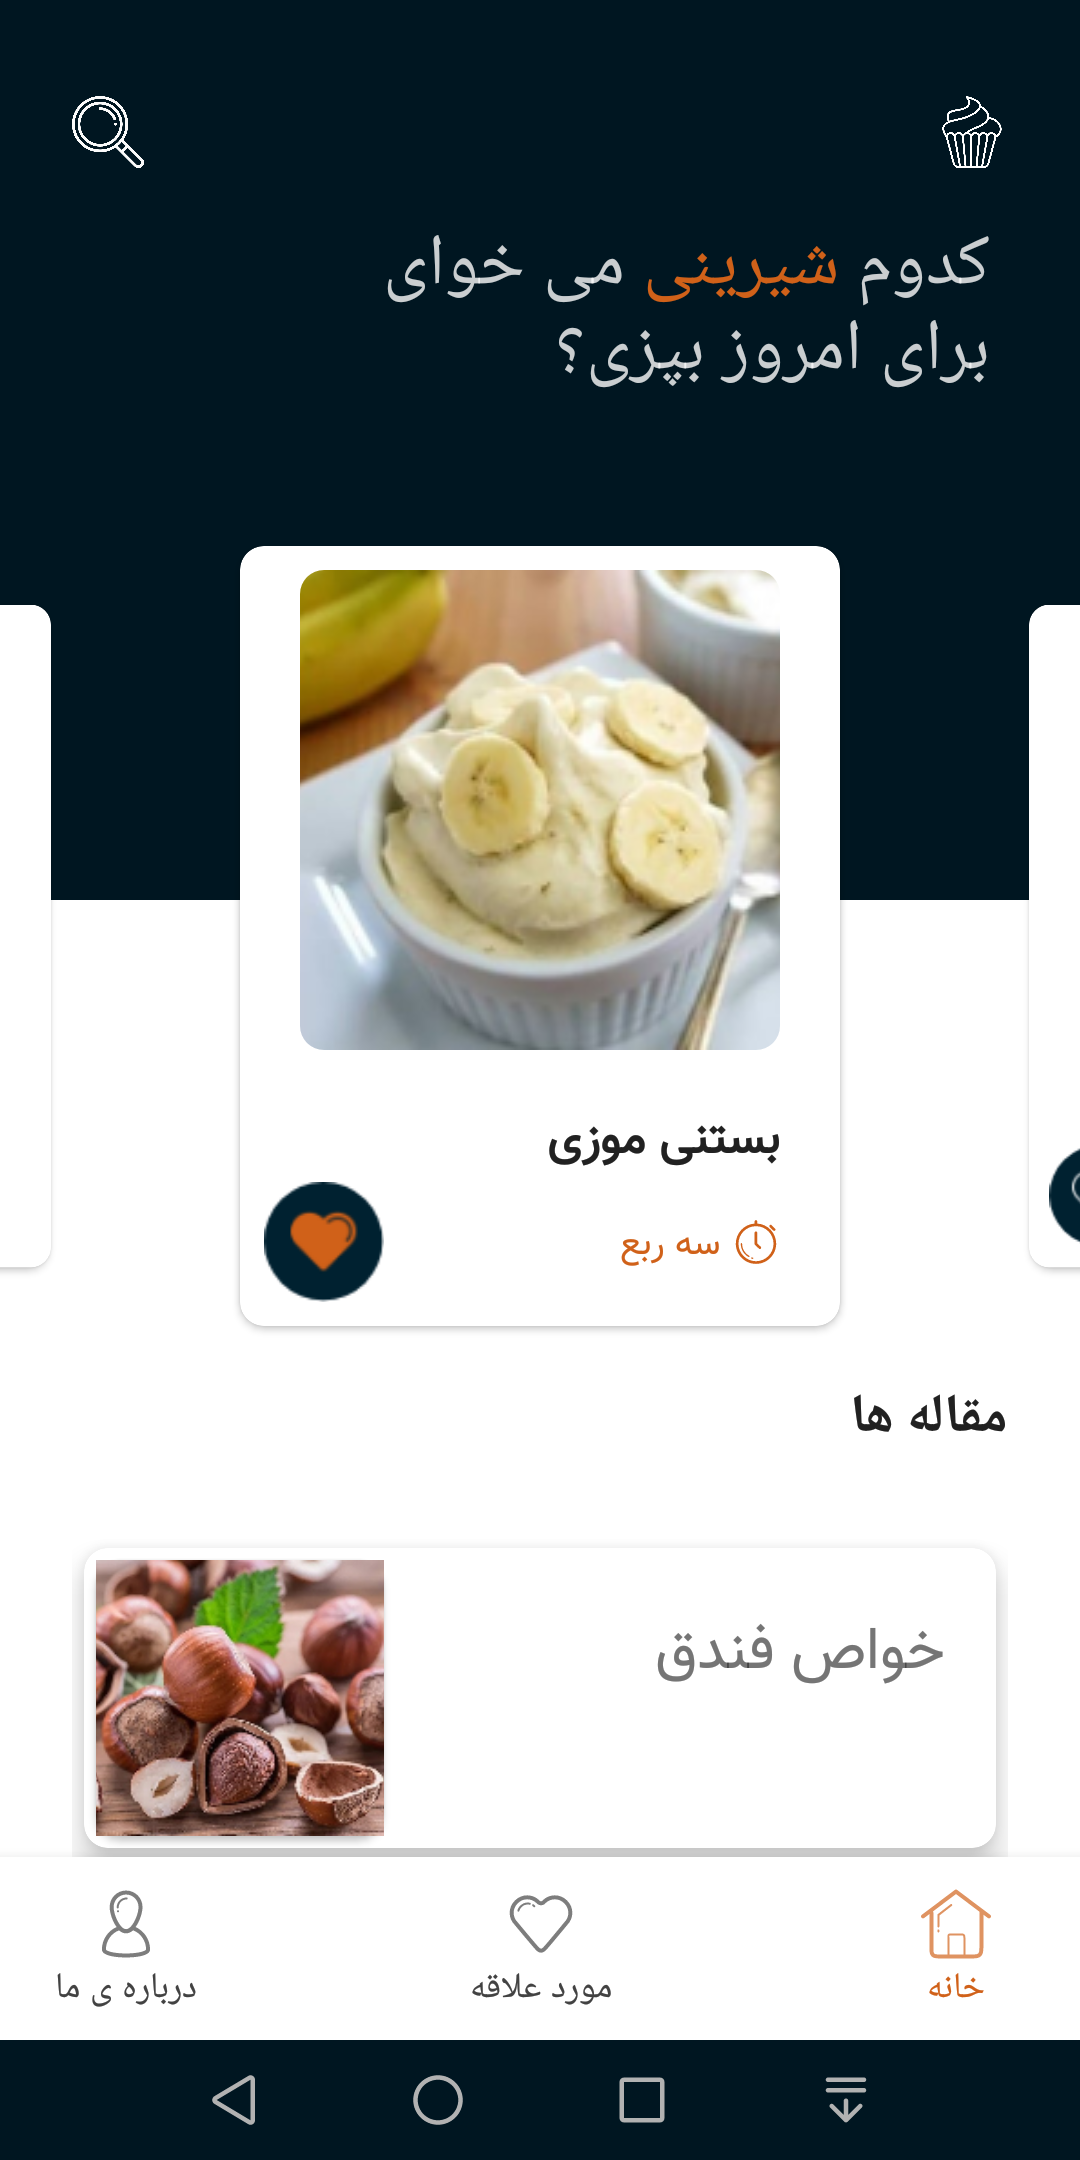 کدوم شیرینی می خوای
برای امروز بپزی؟
بستنی موزی
سه ربع
مقاله ها
خواص فندق
خانه
مورد علاقه
درباره ی ما